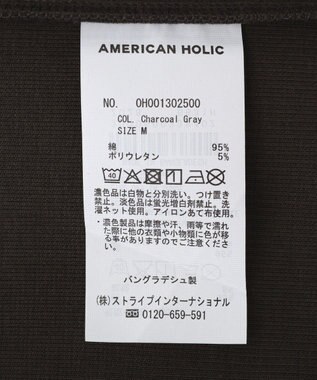 AMERICAN HOLIC
NO. 0H001302500
COL. Charcoal Gray
SIZE M
綿 95%
ポリウレタン 5%
40
濃色品は白物と分別洗い。つけ置き
禁止。淡色品は蛍光増白剤禁止。洗
濯ネット使用。アイロンあて布使用。
・濃色製品は摩擦や汗、雨等で濡れ
た際に他の衣類や小物類に色が移
る事がありますのでご注意くださ
い。
バングラデシュ製
(株)ストライプインターナショナル
0120-659-591